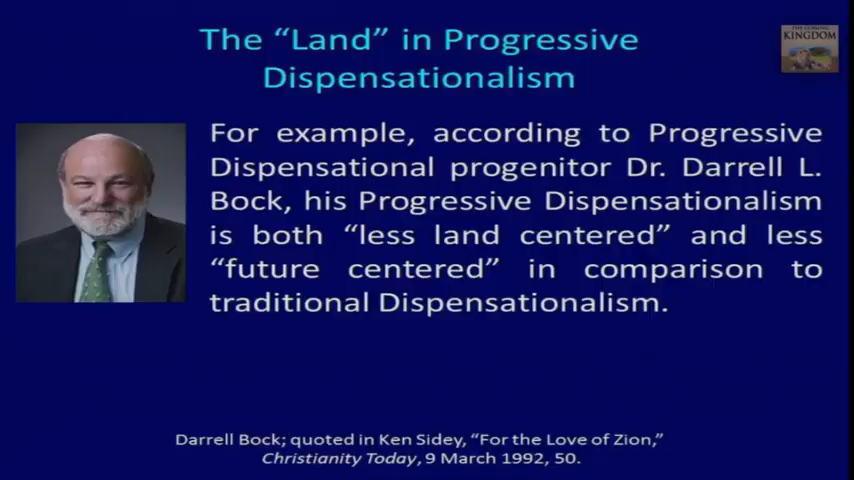 The “Land” in Progressive
Dispensationalism
THE COMING
KINGDOM
For example, according to Progressive
Dispensational progenitor Dr. Darrell L.
Bock, his Progressive Dispensationalism
is both “less land centered” and less
“future centered” in comparison to
traditional Dispensationalism.
Darrell Bock; quoted in Ken Sidey, “For the Love of Zion,”
Christianity Today, 9 March 1992, 50.